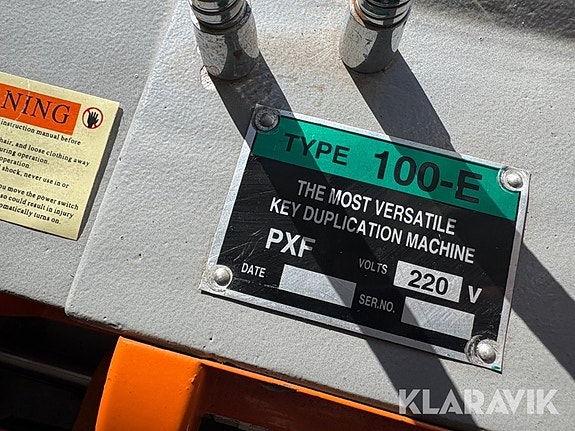 NING
instruction manual before
hair, and loose clothing away
uring operation.
operation.
shock, never use in or
ou move the power switch
so could result in injury
tomatically turns on.
TYPE 100-E
THE MOST VERSATILE
KEY DUPLICATION MACHINE
PXF
VOLTS 220 V
DATE
SER.NO.
KLARAVIK